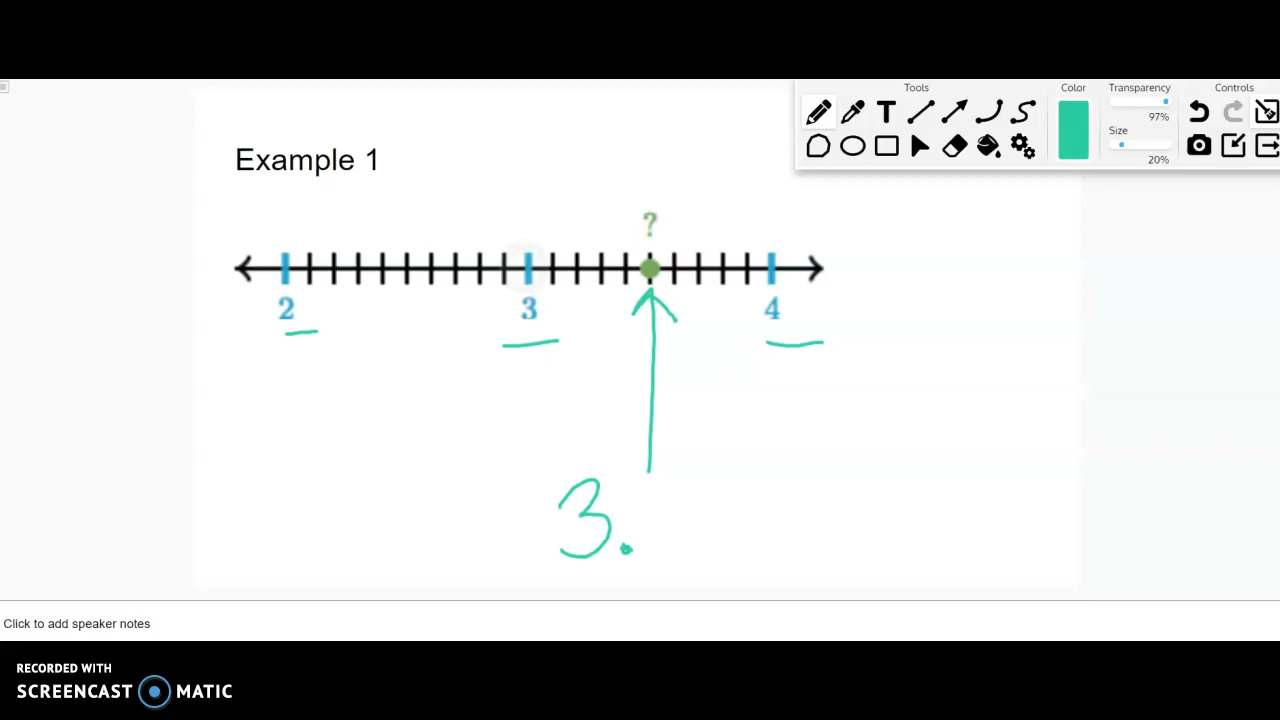 Tools
Color
Transparency
Controls
97%
Size
20%
Example 1
?
2 3 4
3.
Click to add speaker notes
RECORDED WITH
SCREENCAST MATIC